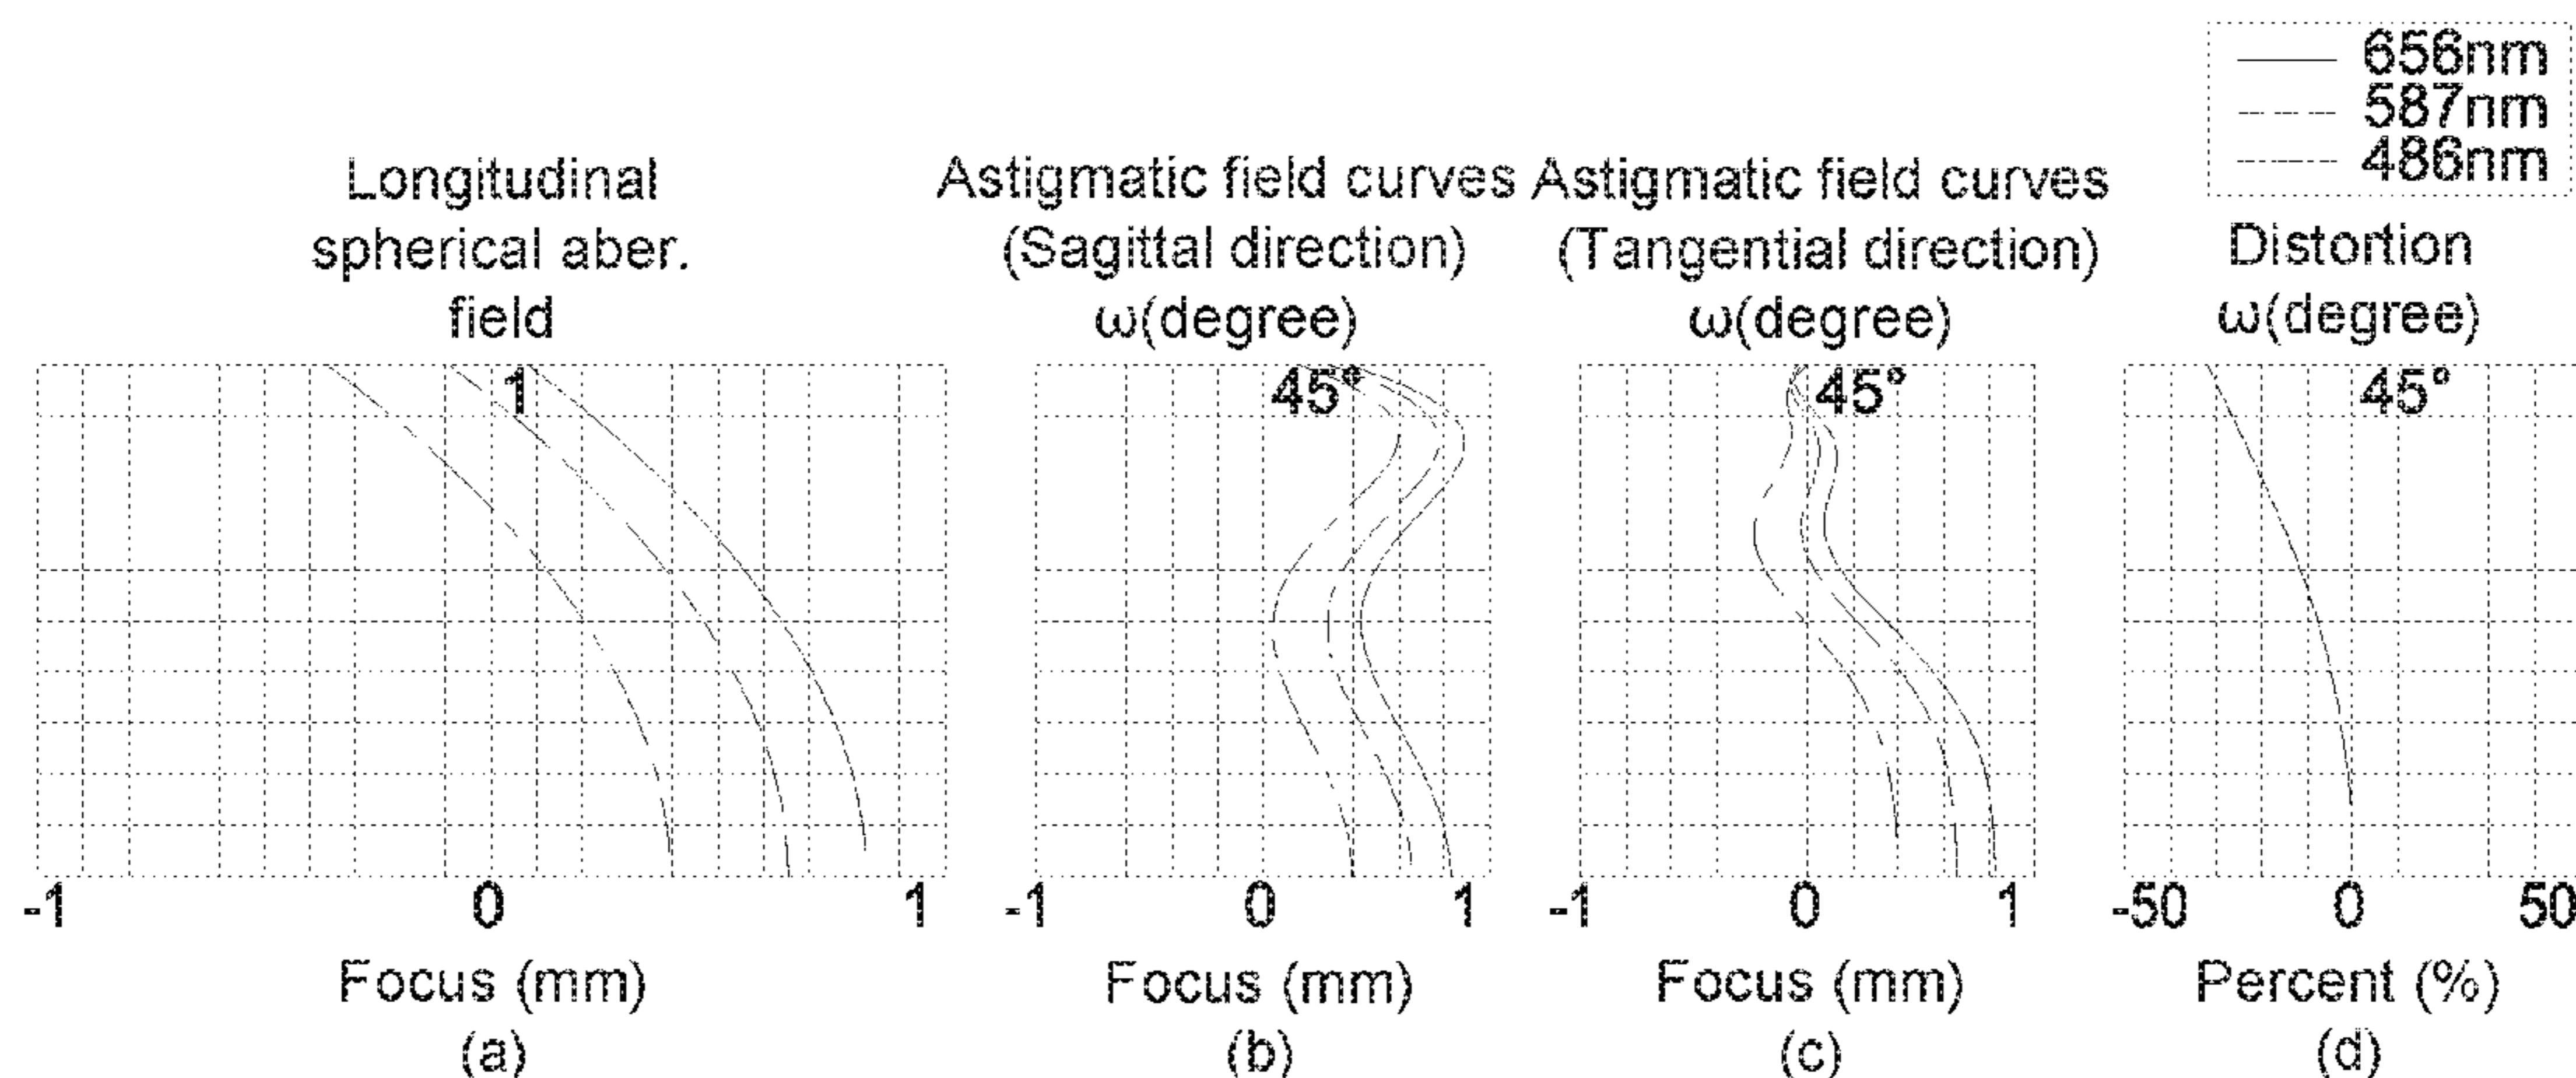 656nm
587nm
486nm
Longitudinal
spherical aber.
field
1
-1 0 1
Focus (mm)
(a)
Astigmatic field curves
(Sagittal direction)
ω(degree)
45°
-1 0 1
Focus (mm)
(b)
Astigmatic field curves
(Tangential direction)
ω(degree)
45°
-1 0 1
Focus (mm)
(c)
Distortion
ω(degree)
45°
-50 0 50
Percent (%)
(d)